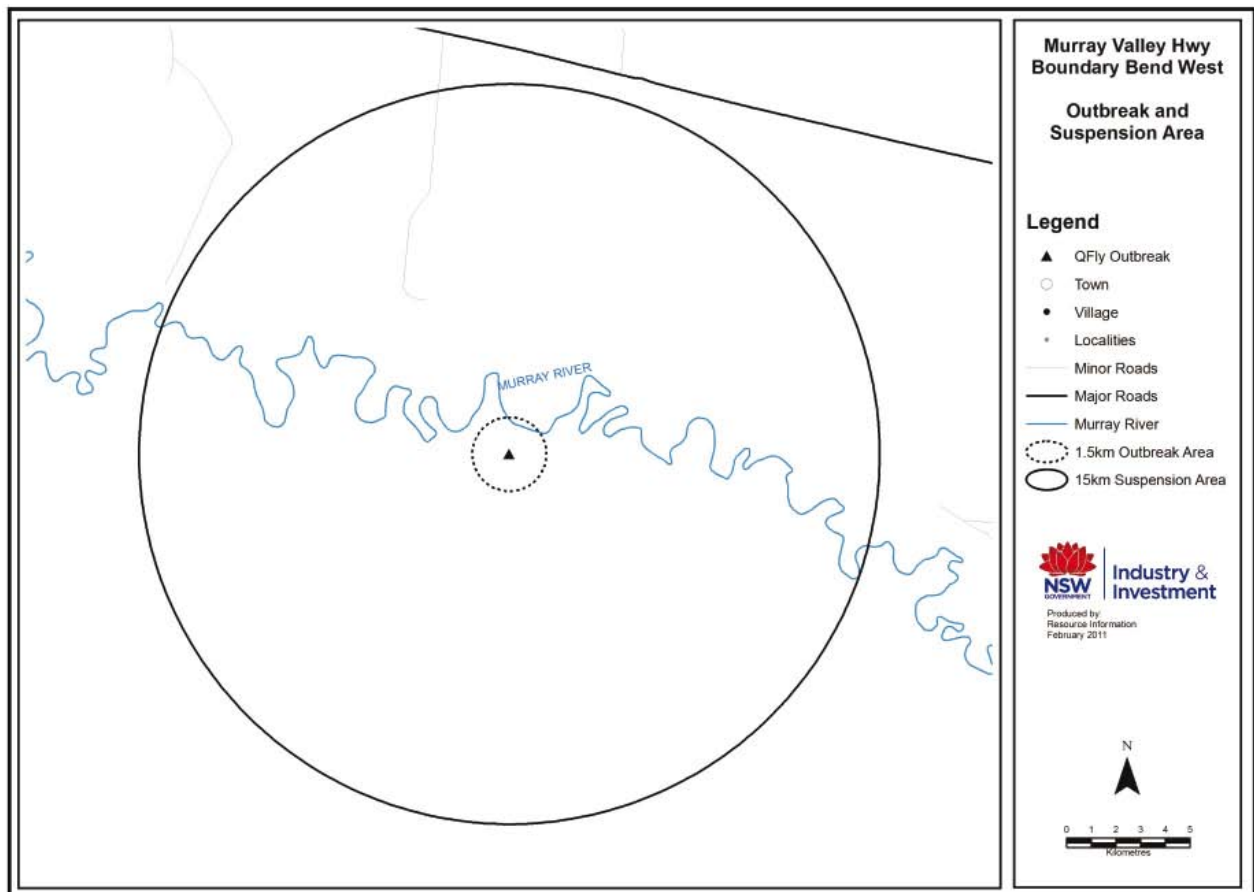 Murray Valley Hwy
Boundary Bend West
Outbreak and
Suspension Area
Legend
QFly Outbreak
Town
Village
Localities
Minor Roads
Major Roads
Murray River
1.5km Outbreak Area
15km Suspension Area
MURRAY RIVER
NSW
GOVERNMENT
Industry &
Investment
Produced by
Resource Information
February 2011
N
0 1 2 3 4 5
Kilometres